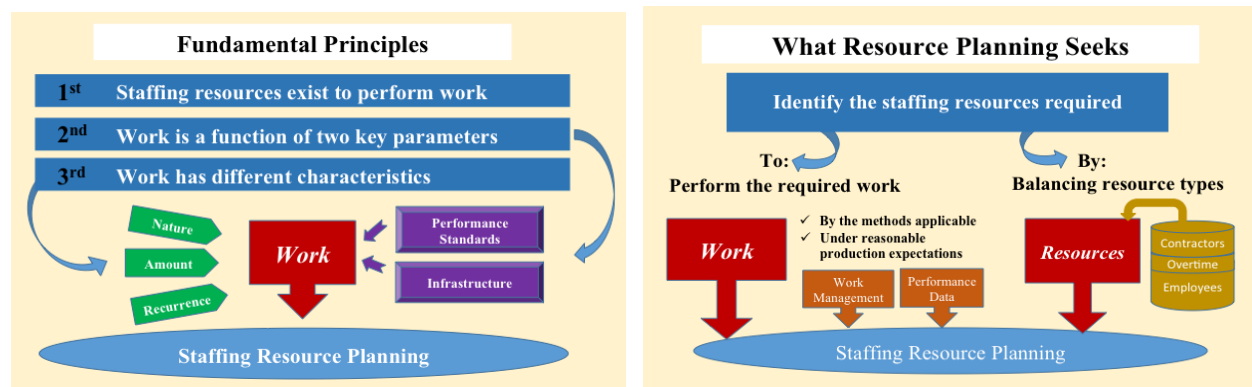 Fundamental Principles
1st Staffing resources exist to perform work
2nd Work is a function of two key parameters
3rd Work has different characteristics
Nature
Amount
Recurrence
Work
Performance
Standards
Infrastructure
Staffing Resource Planning
What Resource Planning Seeks
Identify the staffing resources required
To:
Perform the required work
By:
Balancing resource types
Work
✓ By the methods applicable
✓ Under reasonable
production expectations
Work
Management
Performance
Data
Resources
Contractors
Overtime
Employees
Staffing Resource Planning